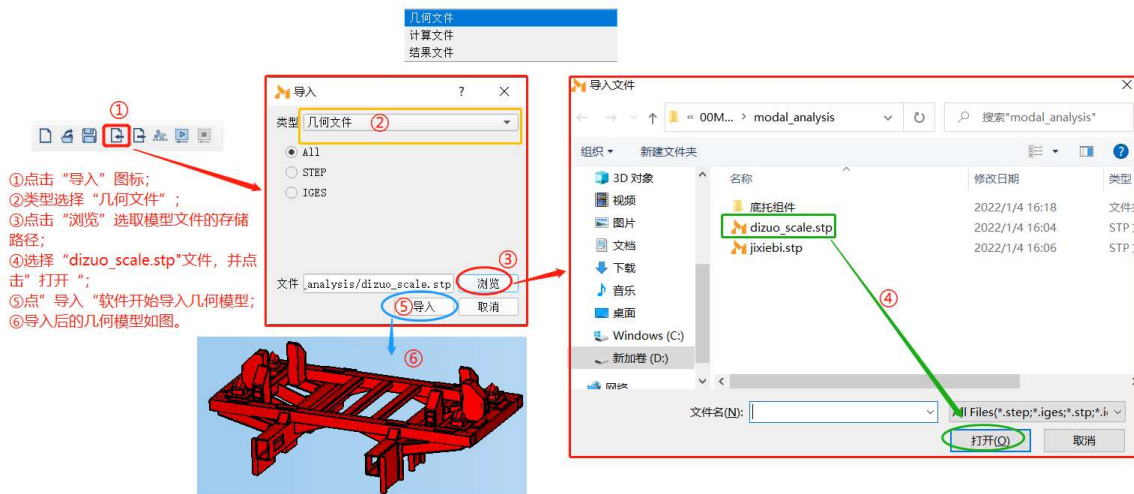 几何文件
计算文件
结果文件
①
①点击“导入”图标；
②类型选择“几何文件”；
③点击“浏览”选取模型文件的存储
路径；
④选择“dizuo_scale.stp"文件，并点
击”打开“;
⑤点”导入“软件开始导入几何模型；
⑥导入后的几何模型如图。
导入 ? ×
类型 几何文件 ②
All
STEP
IGES
③
文件 _analysis/dizuo_scale.stp 浏览
⑤导入 取消
⑥
导入文件 ×
« 00M... › modal_analysis 搜索"modal_analysis"
组织 新建文件夹
名称 修改日期 类型
3D 对象
视频
图片
文档
下载
音乐
桌面
Windows (C:)
新加卷 (D:)
网络
底托组件 2022/1/4 16:18
dizuo_scale.stp 2022/1/4 16:04 STP
jixiebi.stp 2022/1/4 16:06 STP
④
文件名(N): All Files(*.step;*.iges;*.stp;*.i
打开(O) 取消